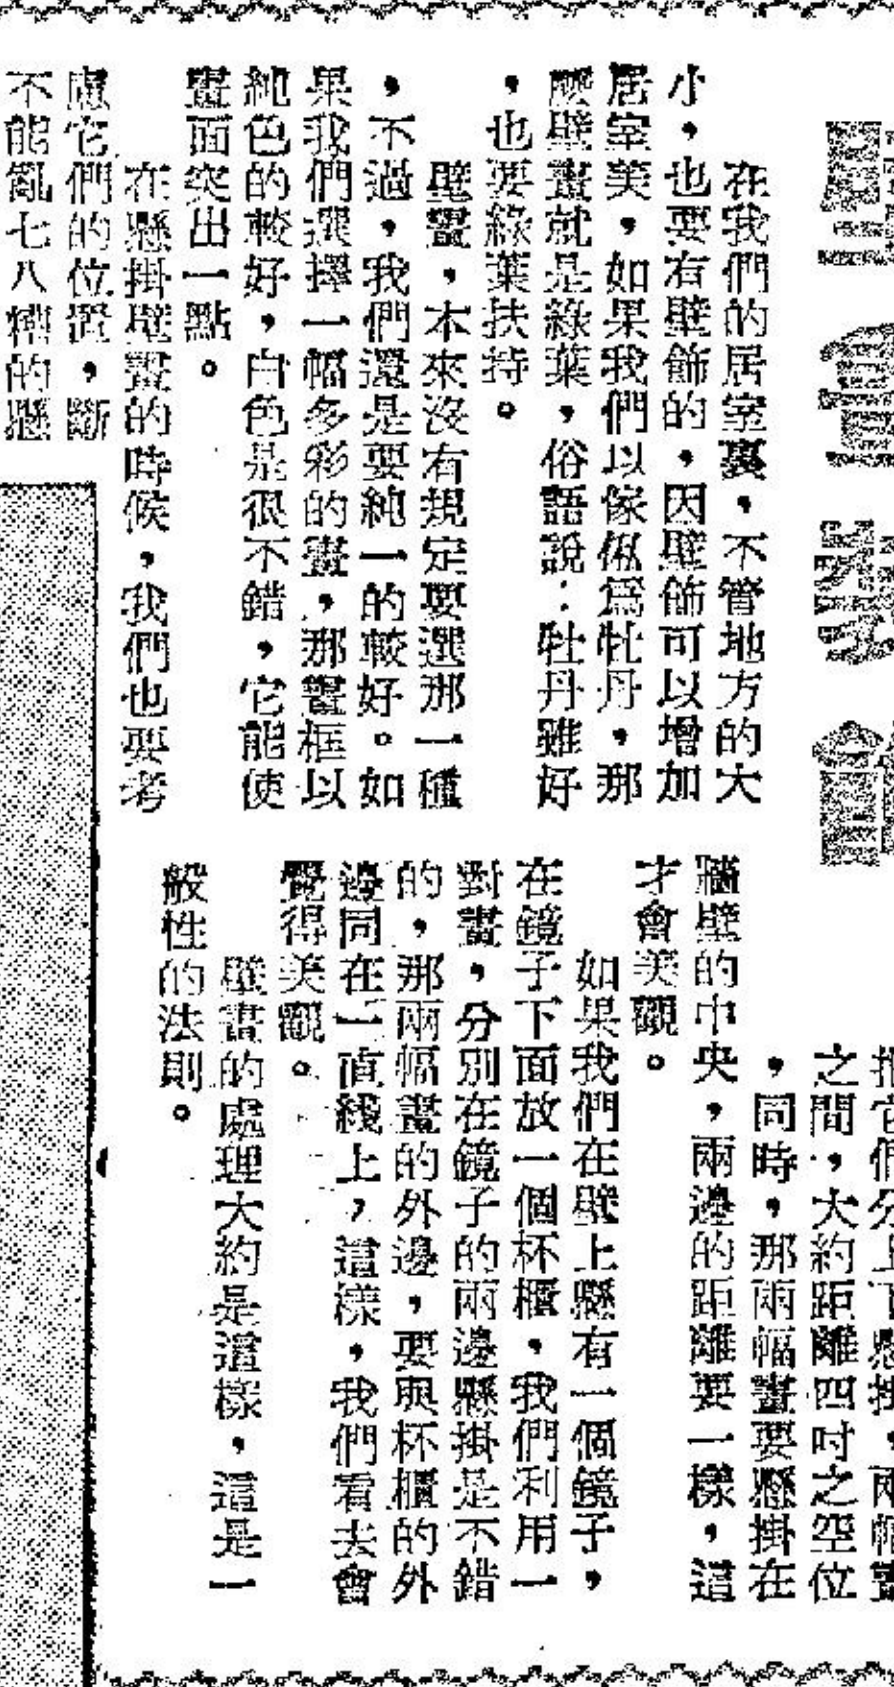 在我們的居室裏,不管地方的大
小,也要有壁飾的,因壁飾可以增加
居室美,如果我們以傢俬爲牡丹,那
麼壁畫就是綠葉,俗語說:牡丹雖好
,也要綠葉扶持。
壁畫,本來沒有規定要選那一種
,不過,我們還是要純一的較好。如
果我們選擇一幅多彩的畫,那畫框以
純色的較好,白色是很不錯,它能使
畫面突出一點。
在懸掛壁畫的時候,我們也要考
慮它們的位置,斷
不能亂七八糟的懸
把它們分上下懸掛,兩幅畫
之間,大約距離四吋之空位
,同時,那兩幅畫要懸掛在
牆壁的中央,兩邊的距離要一樣,這
才會美觀。
如果我們在壁上懸有一個鏡子,
在鏡子下面放一個杯櫃,我們利用一
對畫,分別在鏡子的兩邊懸掛是不錯
的,那兩幅畫的外邊,要與杯櫃的外
邊同在一直綫上,這樣,我們看去會
覺得美觀。
壁畫的處理大約是這樣,這是一
般性的法則。